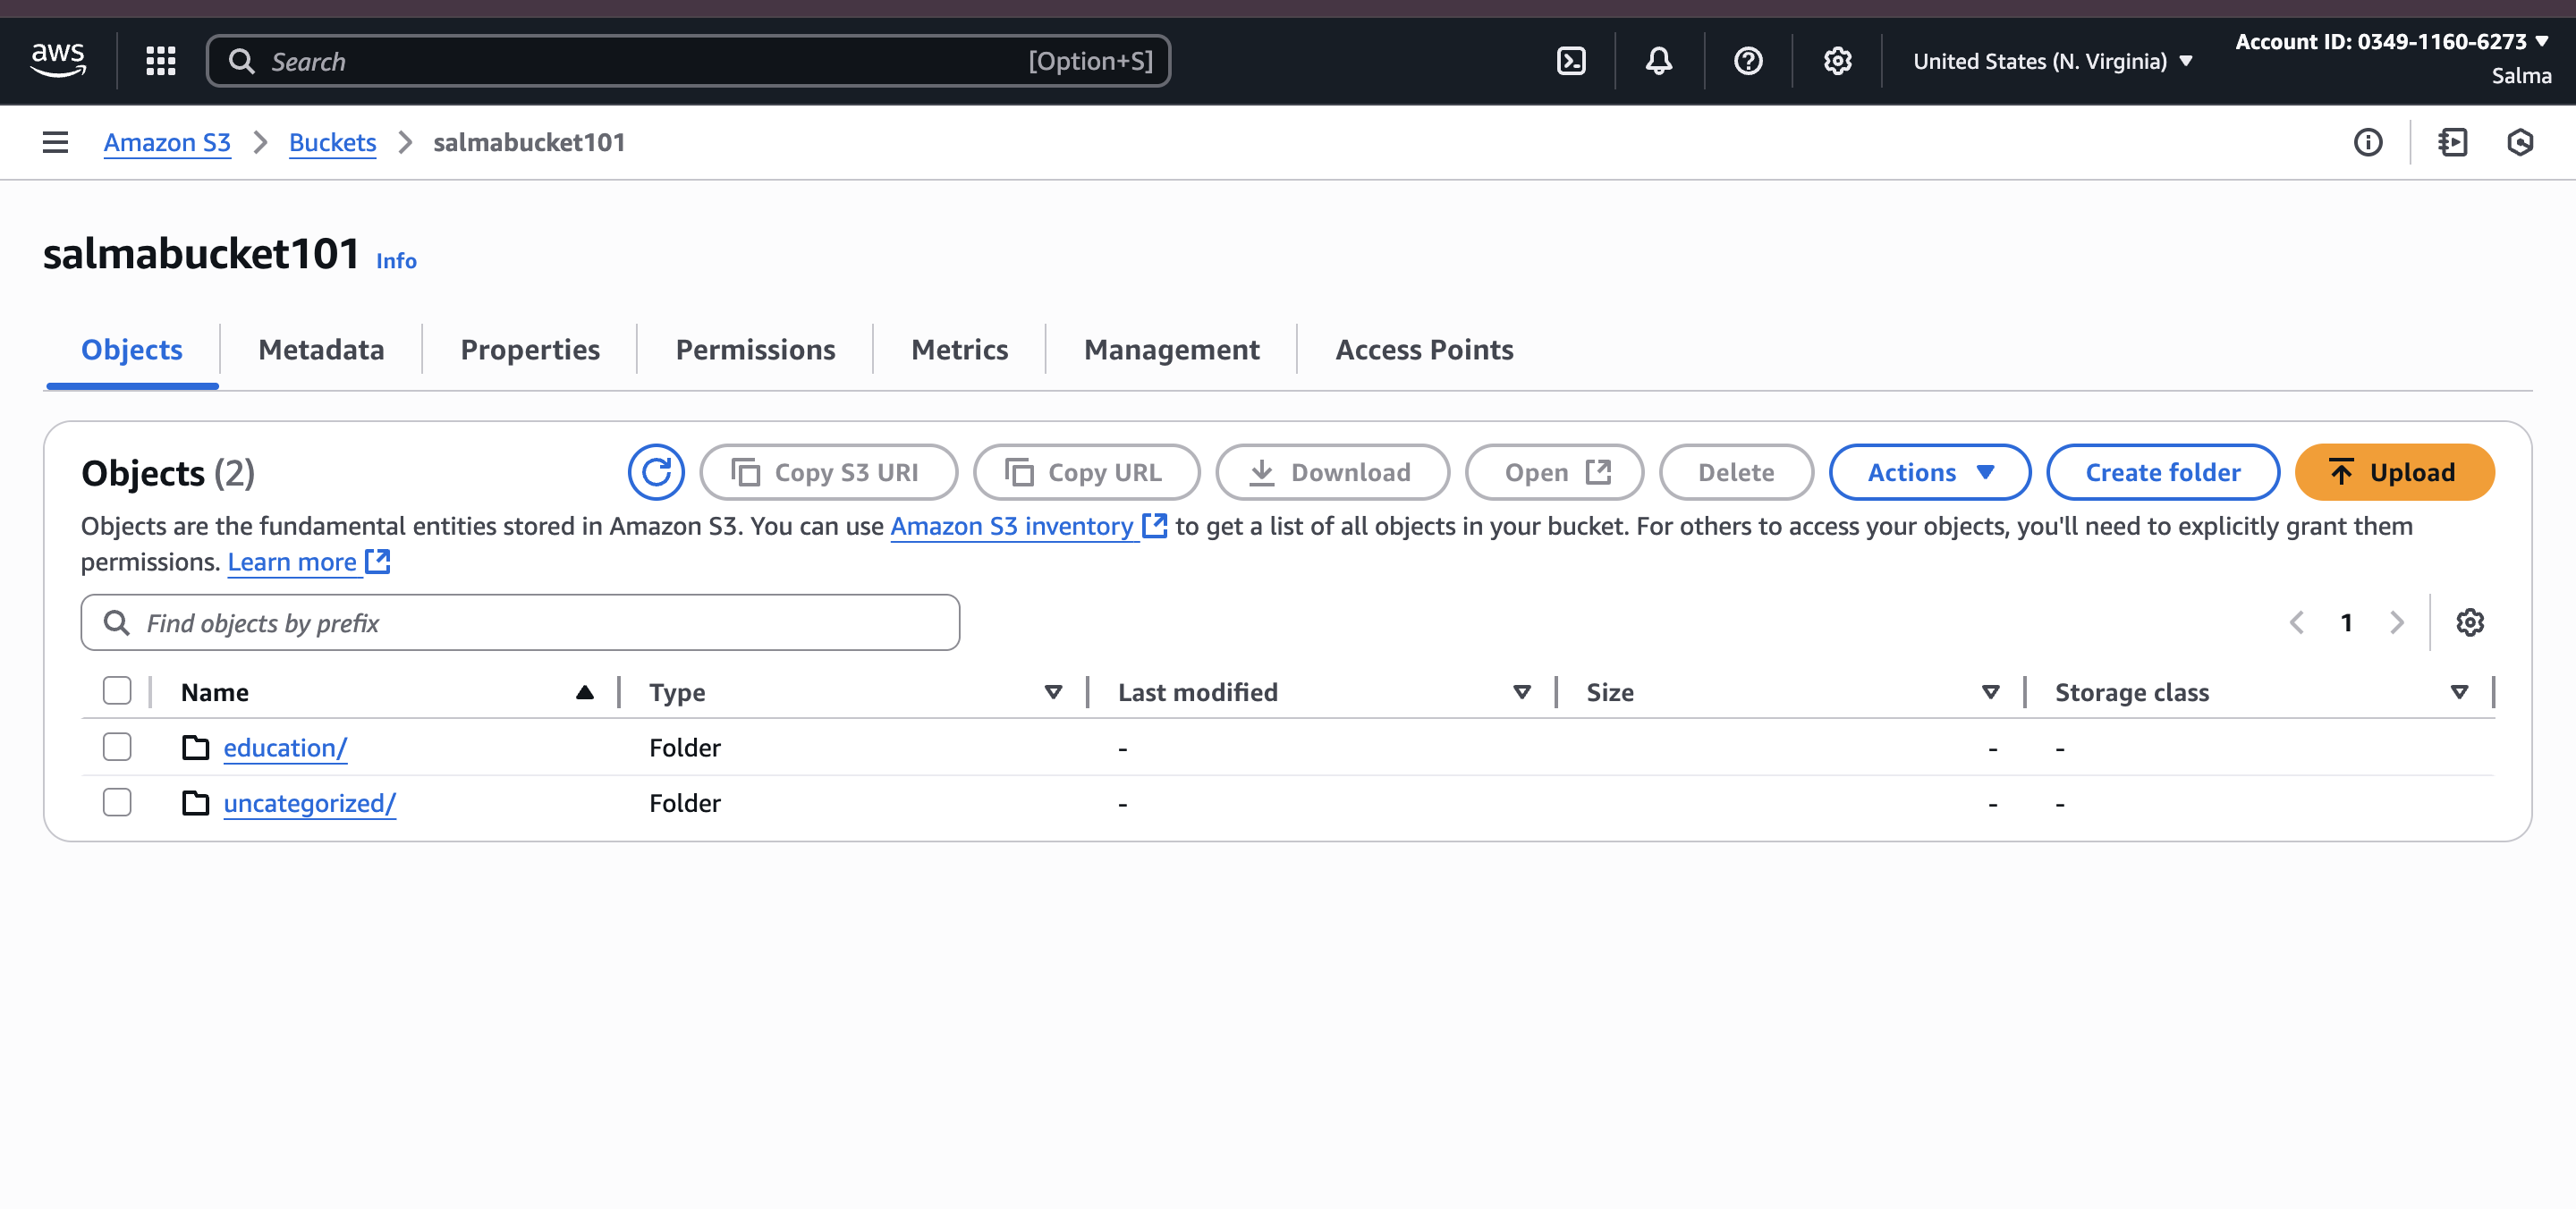 aws
Search [Option+S]
United States (N. Virginia)
Account ID: 0349-1160-6273
Salma
Amazon S3 > Buckets > salmabucket101
salmabucket101 Info
Objects Metadata Properties Permissions Metrics Management Access Points
Objects (2)
Copy S3 URI Copy URL Download Open Delete Actions Create folder Upload
Objects are the fundamental entities stored in Amazon S3. You can use Amazon S3 inventory to get a list of all objects in your bucket. For others to access your objects, you'll need to explicitly grant them
permissions. Learn more
Find objects by prefix
1
Name Type Last modified Size Storage class
education/ Folder - - -
uncategorized/ Folder - - -